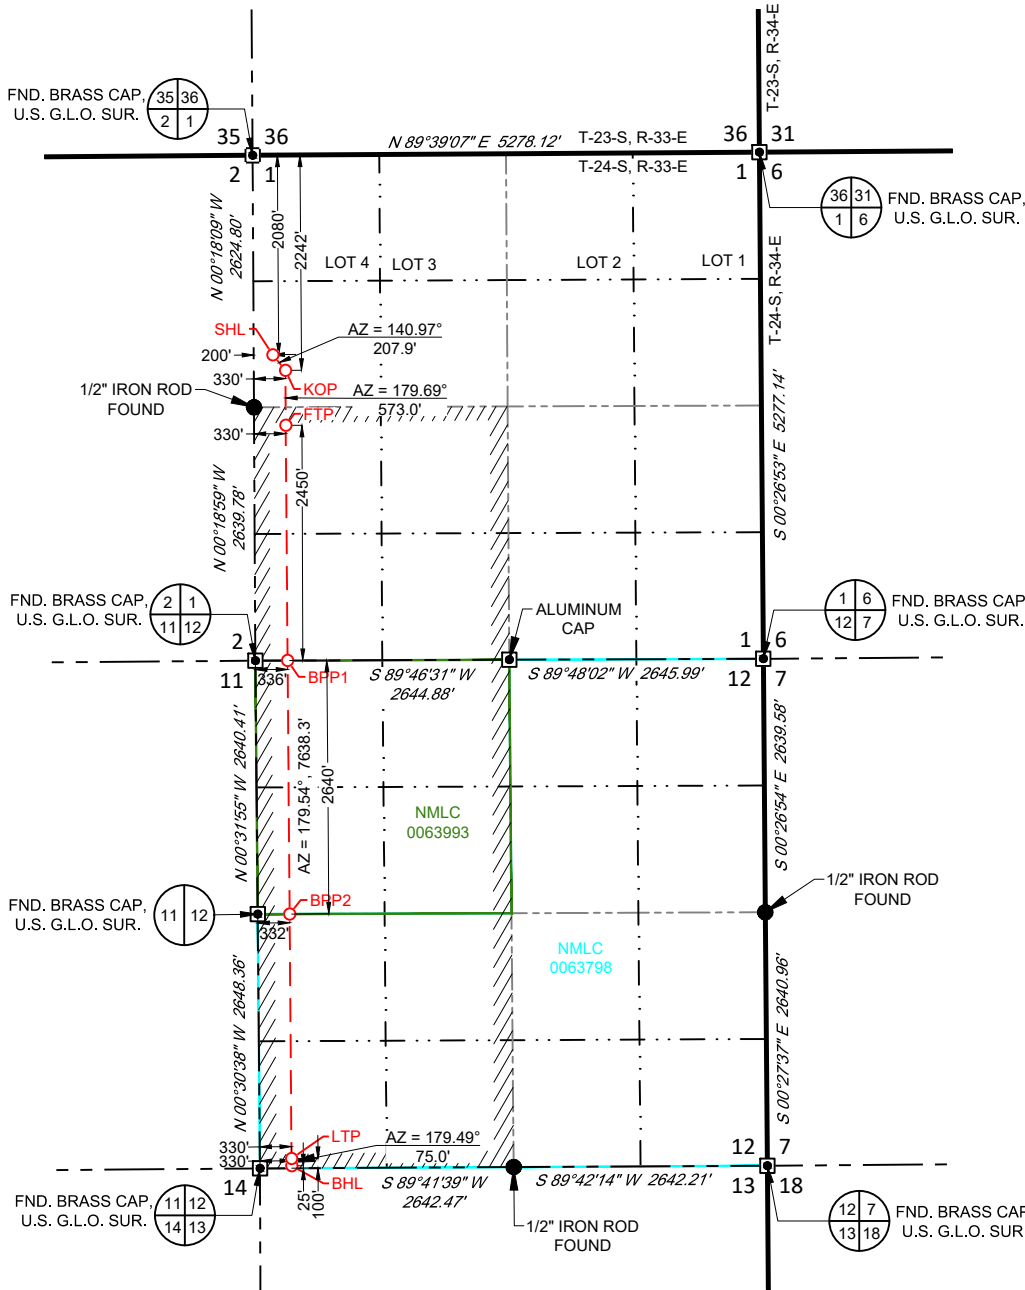 T-23-S, R-34-E
FND. BRASS CAP,
U.S. G.L.O. SUR.
35 36
2 1
35 36
N 89°39'07" E 5278.12'
T-23-S, R-33-E
36 31
2 1
T-24-S, R-33-E
1 6
36 31
1 6
FND. BRASS CAP,
U.S. G.L.O. SUR.
N 00°18'09" W
2624.80'
2080'
2242'
LOT 4
LOT 3
LOT 2
LOT 1
T-24-S, R-34-E
SHL
AZ = 140.97°
207.9'
200'
330'
KOP
AZ = 179.69°
573.0'
1/2" IRON ROD
FOUND
FTP
330'
2450'
S 00°26'53" E 5277.14'
N 00°18'59" W
2639.78'
FND. BRASS CAP,
U.S. G.L.O. SUR.
2 1
11 12
2
ALUMINUM
CAP
1 6
1 6
12 7
FND. BRASS CAP
U.S. G.L.O. SUR.
11
336'
BPP1
S 89°46'31" W
2644.88'
S 89°48'02" W 2645.99'
12 7
N 00°31'55" W 2640.41'
AZ = 179.54°, 7638.3'
2640'
S 00°26'54" E 2639.58'
NMLC
0063993
1/2" IRON ROD
FOUND
FND. BRASS CAP,
U.S. G.L.O. SUR.
11 12
BPP2
332'
NMLC
0063798
N 00°30'38" W 2648.36'
S 00°27'37" E 2640.96'
LTP
AZ = 179.49°
75.0'
330'
330'
BHL
25'
100'
14
S 89°41'39" W
2642.47'
S 89°42'14" W 2642.21'
12 7
13 18
FND. BRASS CAP,
U.S. G.L.O. SUR.
11 12
14 13
1/2" IRON ROD
FOUND
12 7
13 18
FND. BRASS CAP
U.S. G.L.O. SUR